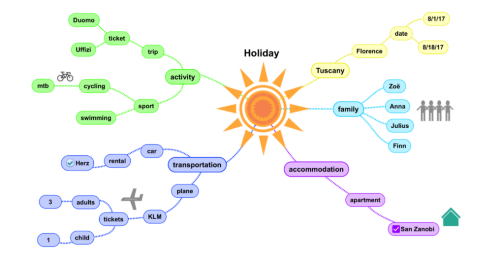 Holiday
Duomo
ticket
Uffizi
trip
activity
mtb
cycling
sport
swimming
8/1/17
date
Florence
8/18/17
Tuscany
Zoë
Anna
family
Julius
Finn
car
rental
Herz
transportation
plane
3
adults
tickets
KLM
child
1
accommodation
apartment
San Zanobi